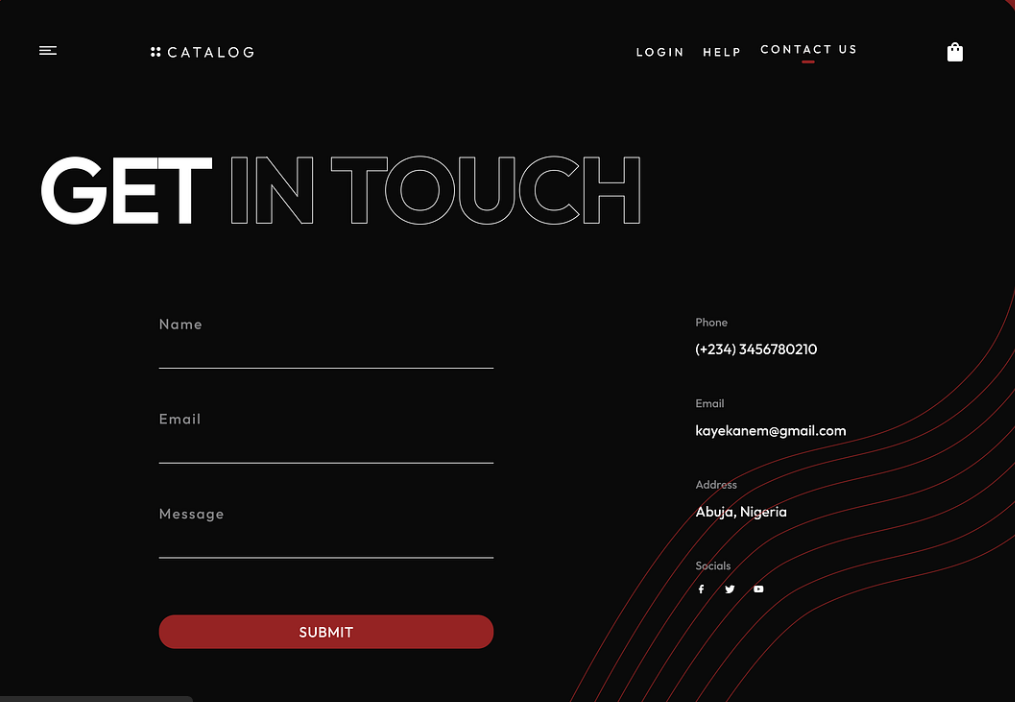 CATALOG
LOGIN HELP CONTACT US
GET IN TOUCH
Name
Email
Message
SUBMIT
Phone
(+234) 3456780210
Email
kayekanem@gmail.com
Address
Abuja, Nigeria
Socials